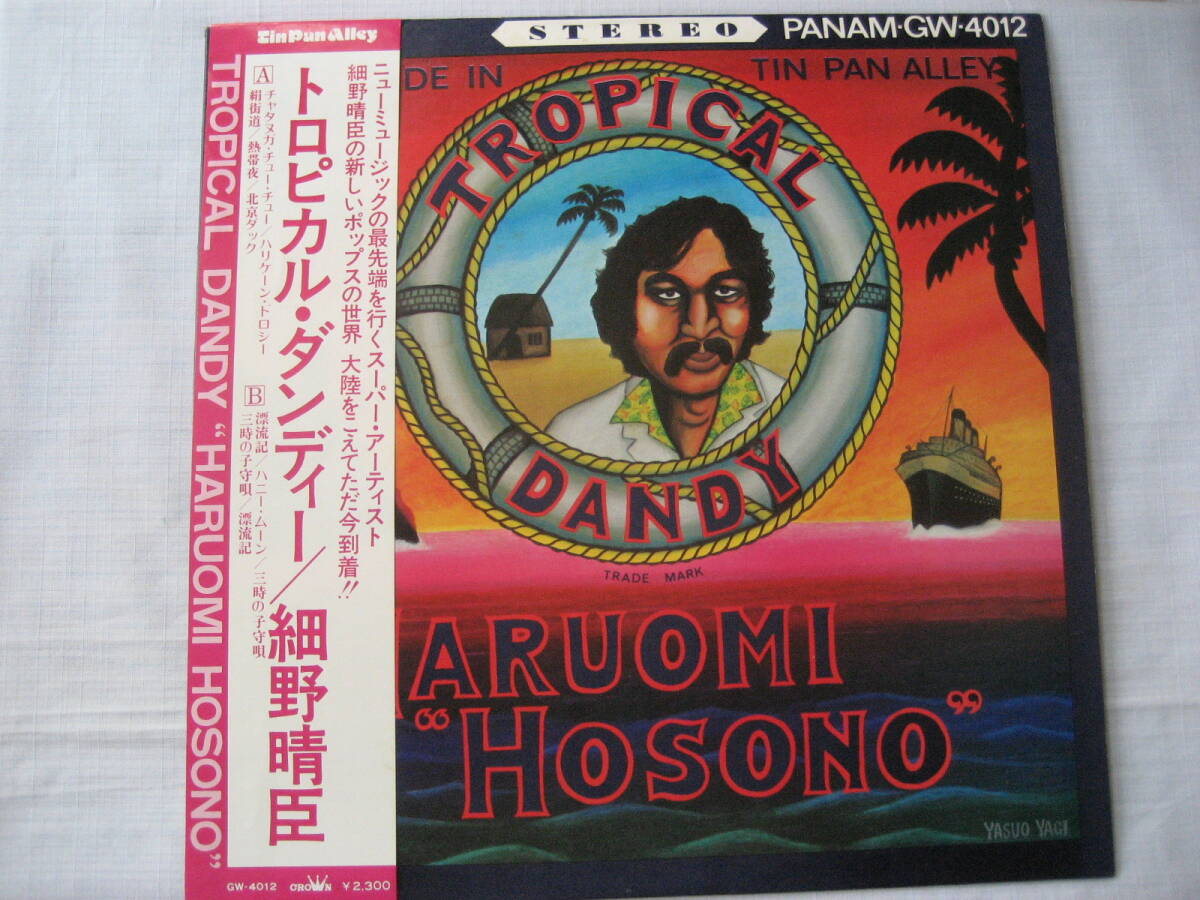 Tin Pan Alley
TROPICAL DANDY “HARUOMI HOSONO”
トロピカル・ダンディー/細野晴臣
A
チャタヌガ・チュー・チュー/ハリケーン・ドロシー
絹街道/熱帯夜/北京ダック
B
漂流記/ハニー・ムーン/三時の子守唄
三時の子守唄/漂流記
ニューミュージックの最先端を行くスーパー・アーティスト
細野晴臣の新しいポップスの世界 大陸をこえてただ今到着!!
GW-4012 CROWN ¥2,300
STEREO
PANAM・GW・4012
DE IN TIN PAN ALLEY
TROPICAL
DANDY
TRADE MARK
ARUOMI
“HOSONO”
YASUO YAGI